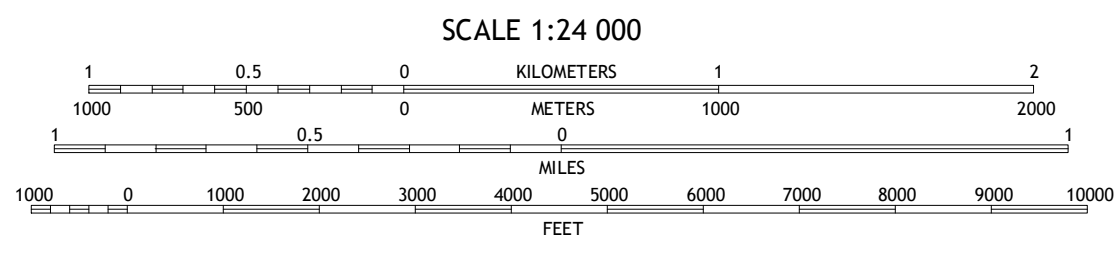 SCALE 1:24 000
1 0.5 0 KILOMETERS 1 2
1000 500 0 METERS 1000 2000
1 0.5 0 1
MILES
1000 0 1000 2000 3000 4000 5000 6000 7000 8000 9000 10000
FEET